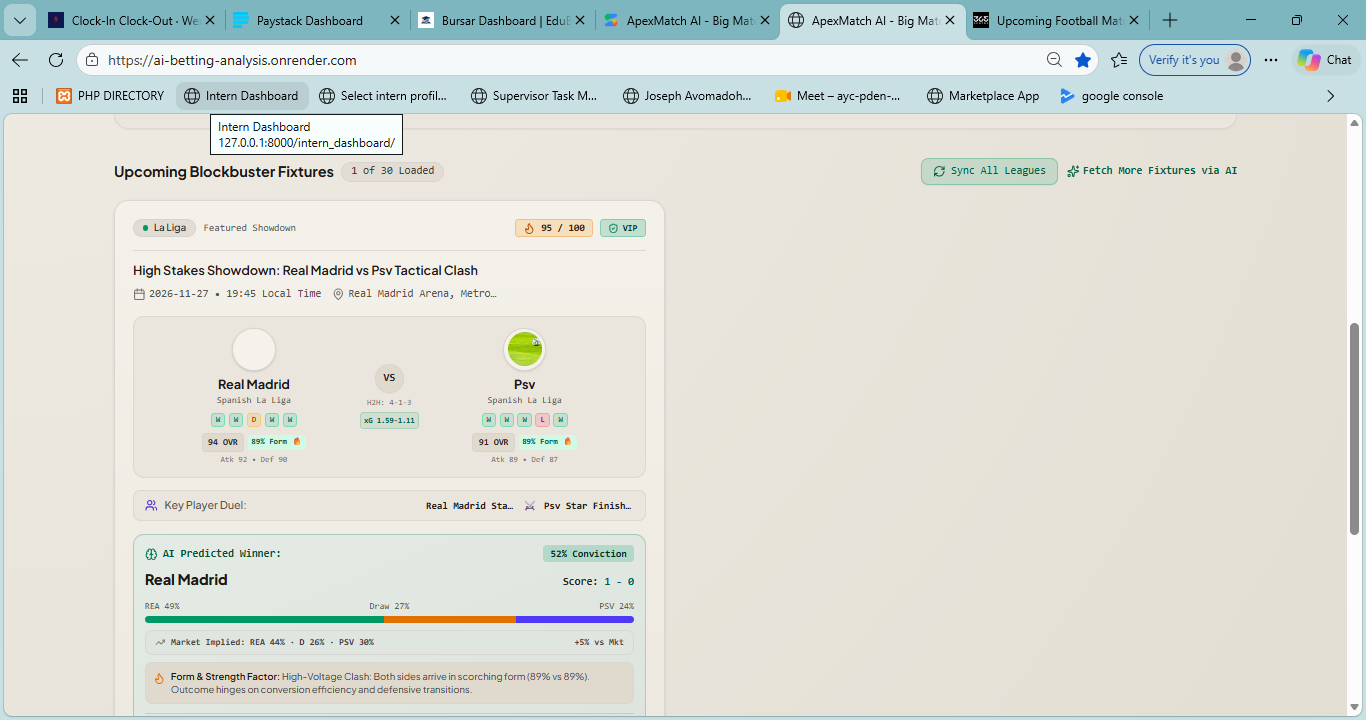 Clock-In Clock-Out · We
Paystack Dashboard
Bursar Dashboard | EduE
ApexMatch AI - Big Mat
ApexMatch AI - Big Mat
365 Upcoming Football Mat
https://ai-betting-analysis.onrender.com
Verify it's you
Chat
PHP DIRECTORY
Intern Dashboard
Select intern profil...
Supervisor Task M...
Joseph Avomadoh...
Meet – ayc-pden-...
Marketplace App
google console
Intern Dashboard
127.0.0.1:8000/intern_dashboard/
Upcoming Blockbuster Fixtures
1 of 30 Loaded
Sync All Leagues
Fetch More Fixtures via AI
La Liga
Featured Showdown
95 / 100
VIP
High Stakes Showdown: Real Madrid vs Psv Tactical Clash
2026-11-27 • 19:45 Local Time
Real Madrid Arena, Metro…
Real Madrid
Spanish La Liga
W W D W W
94 OVR
89% Form
Atk 92 • Def 90
VS
H2H: 4-1-3
xG 1.59-1.11
Psv
Spanish La Liga
W W W L W
91 OVR
89% Form
Atk 89 • Def 87
Key Player Duel:
Real Madrid Sta…
Psv Star Finish…
AI Predicted Winner:
52% Conviction
Real Madrid
Score: 1 - 0
REA 49%
Draw 27%
PSV 24%
Market Implied: REA 44% · D 26% · PSV 30%
+5% vs Mkt
Form & Strength Factor: High-Voltage Clash: Both sides arrive in scorching form (89% vs 89%).
Outcome hinges on conversion efficiency and defensive transitions.